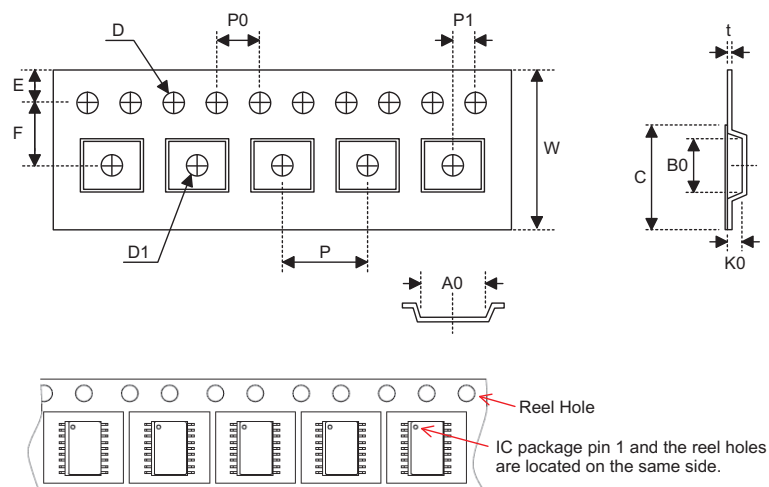 D
P0
P1
t
E
F
W
C
B0
D1
P
K0
A0
Reel Hole
IC package pin 1 and the reel holes
are located on the same side.